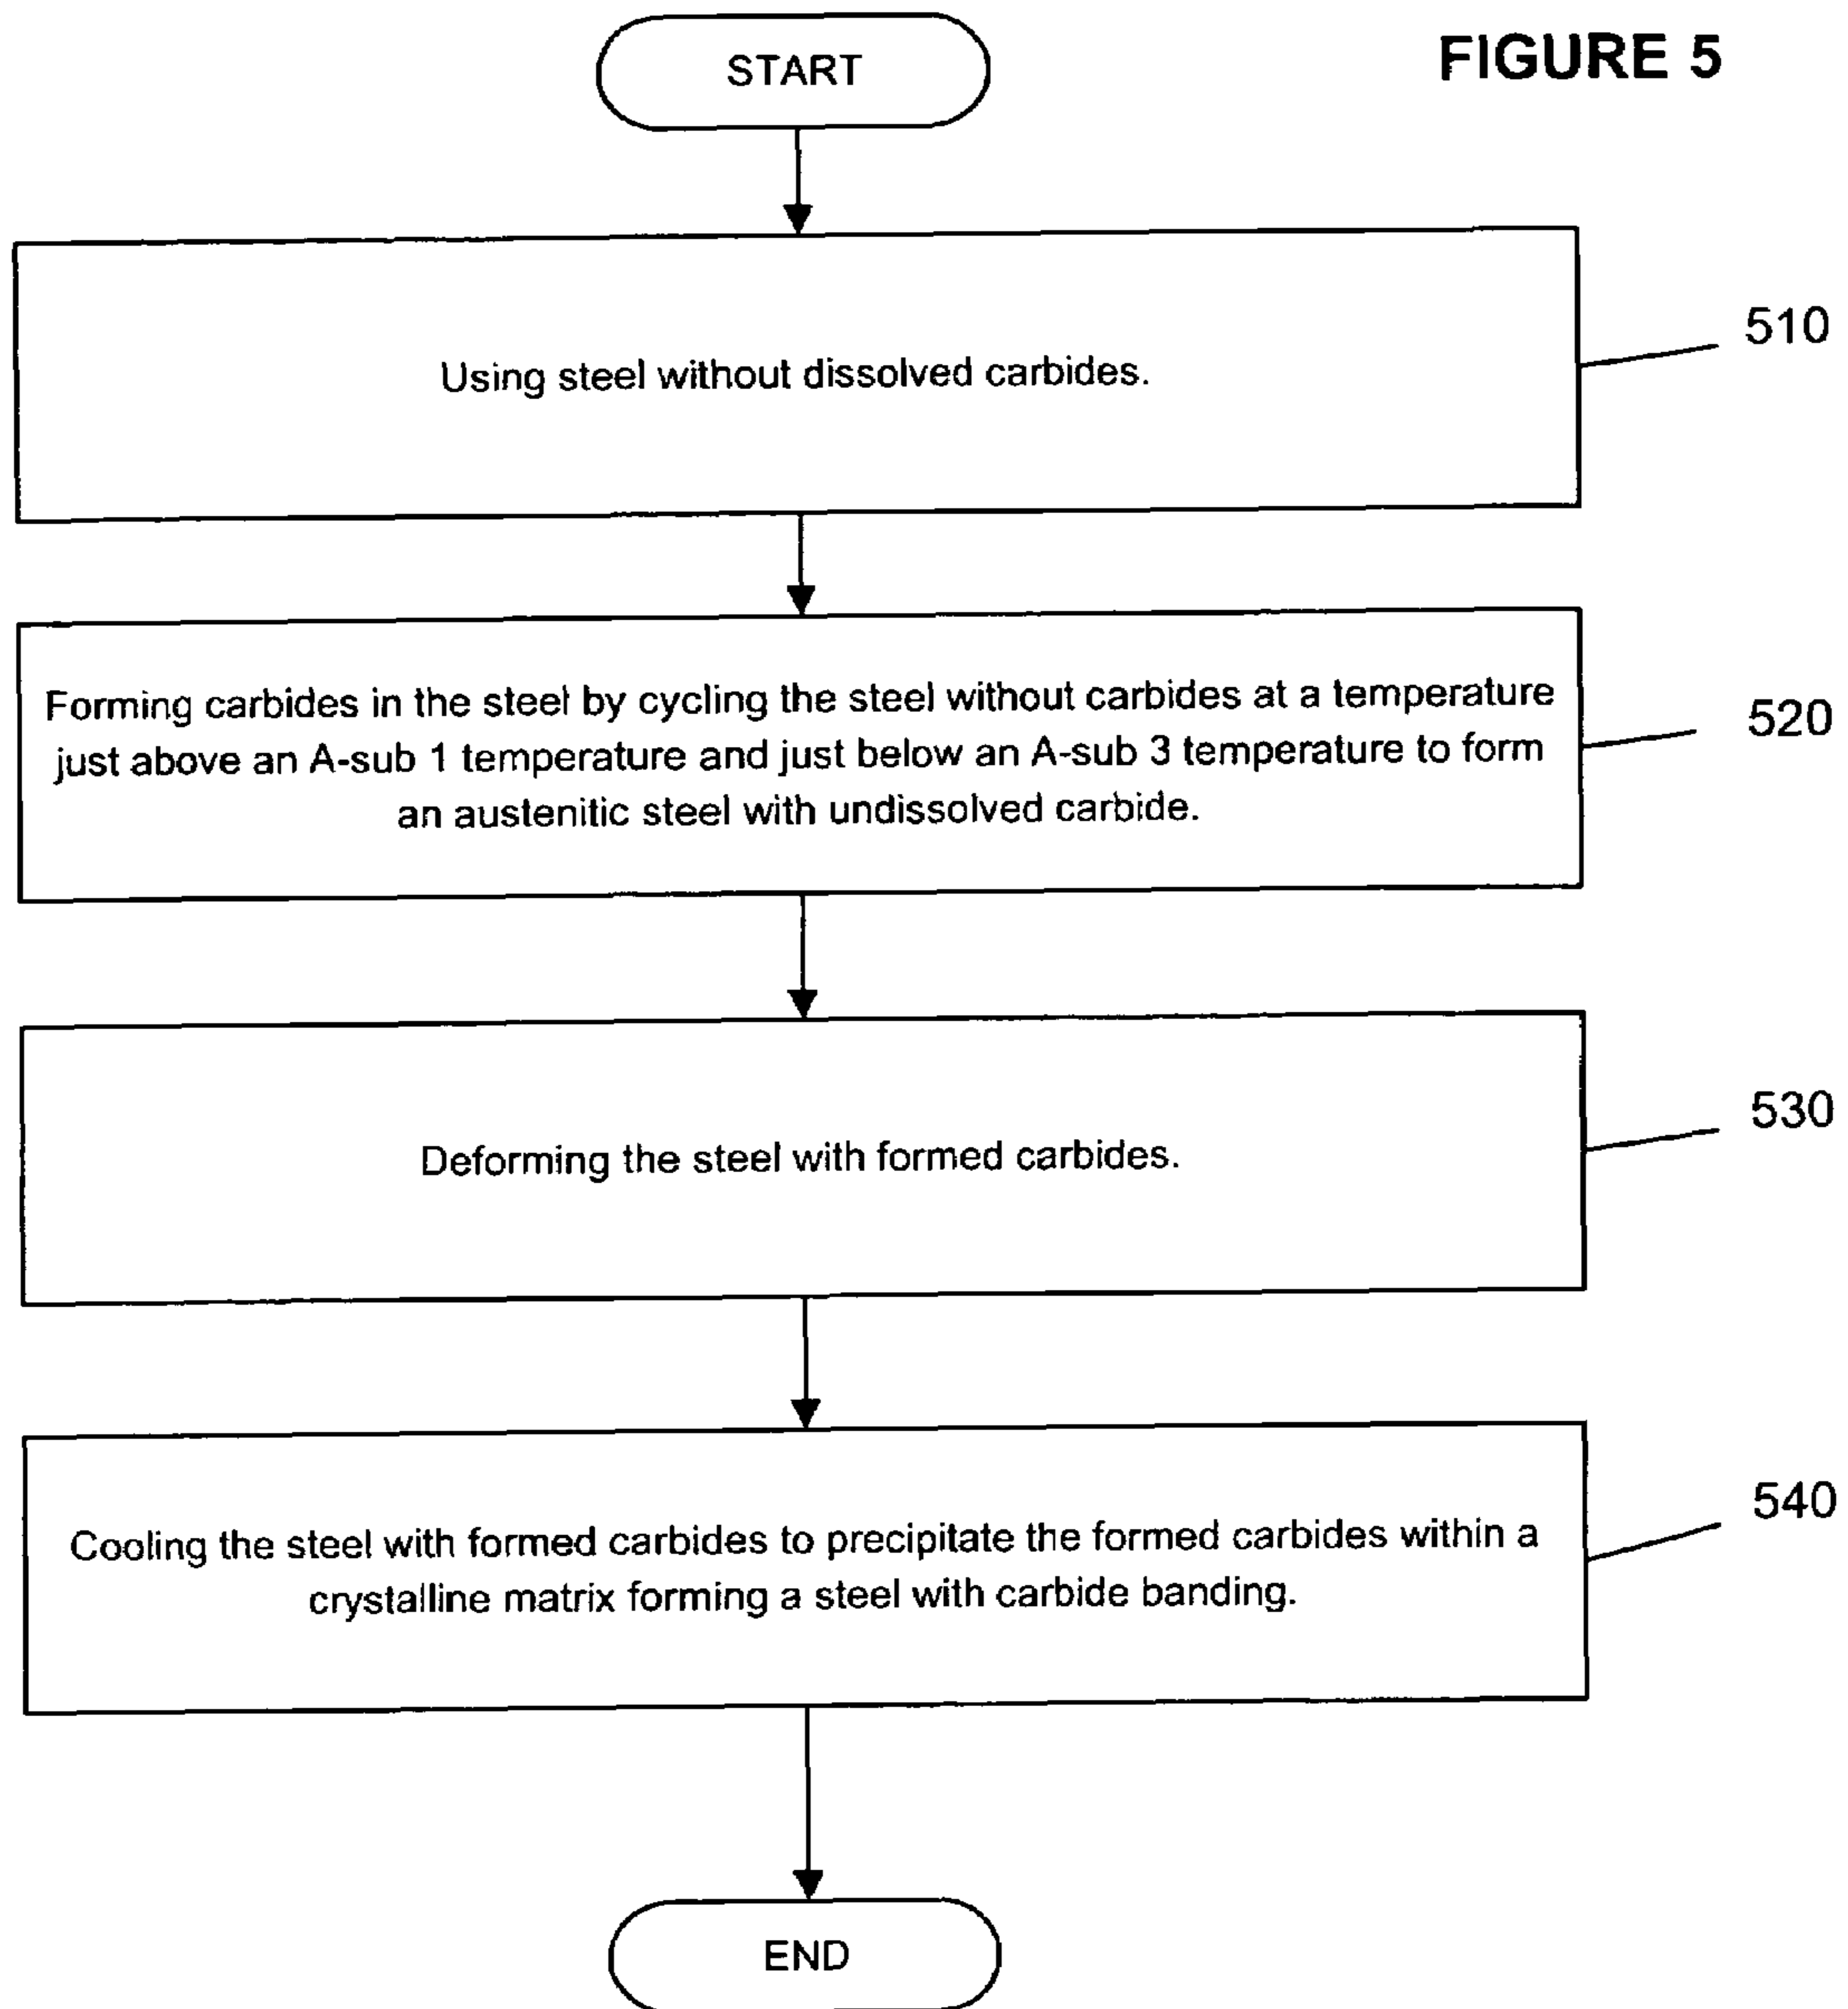 FIGURE 5
START
Using steel without dissolved carbides.
510
Forming carbides in the steel by cycling the steel without carbides at a temperature
just above an A-sub 1 temperature and just below an A-sub 3 temperature to form
an austenitic steel with undissolved carbide.
520
Deforming the steel with formed carbides.
530
Cooling the steel with formed carbides to precipitate the formed carbides within a
crystalline matrix forming a steel with carbide banding.
540
END